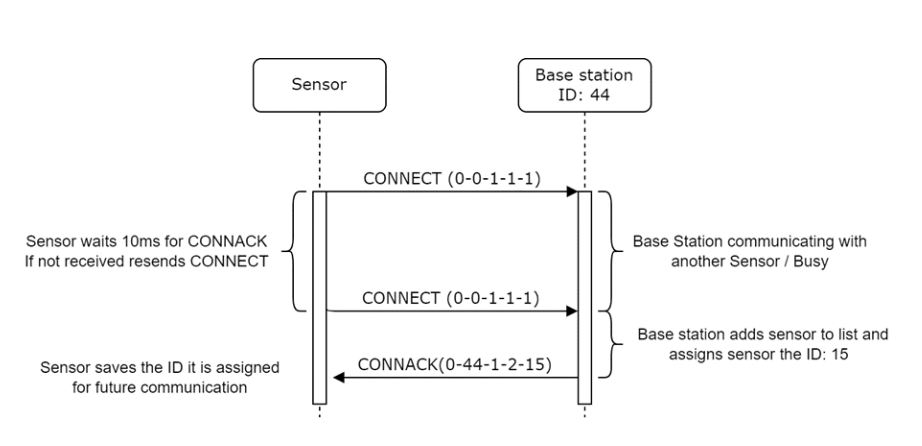 Sensor
Base station
ID: 44
CONNECT (0-0-1-1-1)
Sensor waits 10ms for CONNACK
If not received resends CONNECT
Base Station communicating with
another Sensor / Busy
CONNECT (0-0-1-1-1)
Base station adds sensor to list and
assigns sensor the ID: 15
CONNACK(0-44-1-2-15)
Sensor saves the ID it is assigned
for future communication